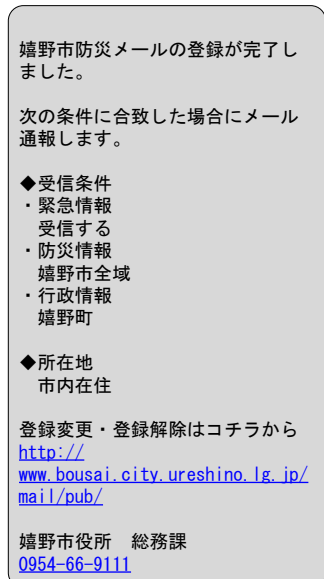 嬉野市防災メールの登録が完了し
ました。
次の条件に合致した場合にメール
通報します。
◆受信条件
・緊急情報
受信する
・防災情報
嬉野市全域
・行政情報
嬉野町
◆所在地
市内在住
登録変更・登録解除はコチラから
http://
www.bousai.city.ureshino.lg.jp/
mail/pub/
嬉野市役所　総務課
0954-66-9111